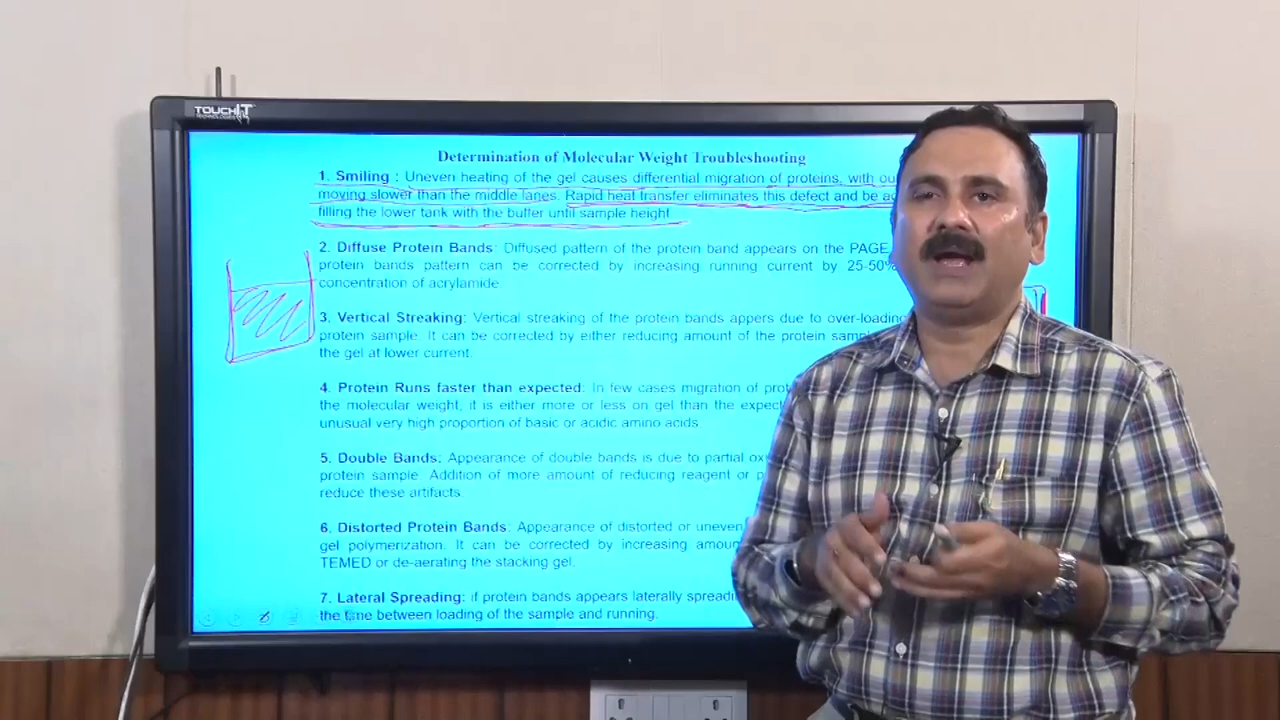 TOUCHIT
TECHNOLOGIES
Determination of Molecular Weight Troubleshooting
1. Smiling : Uneven heating of the gel causes differential migration of proteins, with ou
moving slower than the middle lanes. Rapid heat transfer eliminates this defect and be ac
filling the lower tank with the buffer until sample height.
2. Diffuse Protein Bands: Diffused pattern of the protein band appears on the PAGE
protein bands pattern can be corrected by increasing running current by 25-50%
concentration of acrylamide.
3. Vertical Streaking: Vertical streaking of the protein bands appers due to over-loading
protein sample. It can be corrected by either reducing amount of the protein samp
the gel at lower current.
4. Protein Runs faster than expected: In few cases migration of prot
the molecular weight, it is either more or less on gel than the expect
unusual very high proportion of basic or acidic amino acids.
5. Double Bands: Appearance of double bands is due to partial ox
protein sample. Addition of more amount of reducing reagent or p
reduce these artifacts.
6. Distorted Protein Bands: Appearance of distorted or uneven
gel polymerization. It can be corrected by increasing amoun
TEMED or de-aerating the stacking gel.
7. Lateral Spreading: if protein bands appears laterally spreadi
the time between loading of the sample and running.